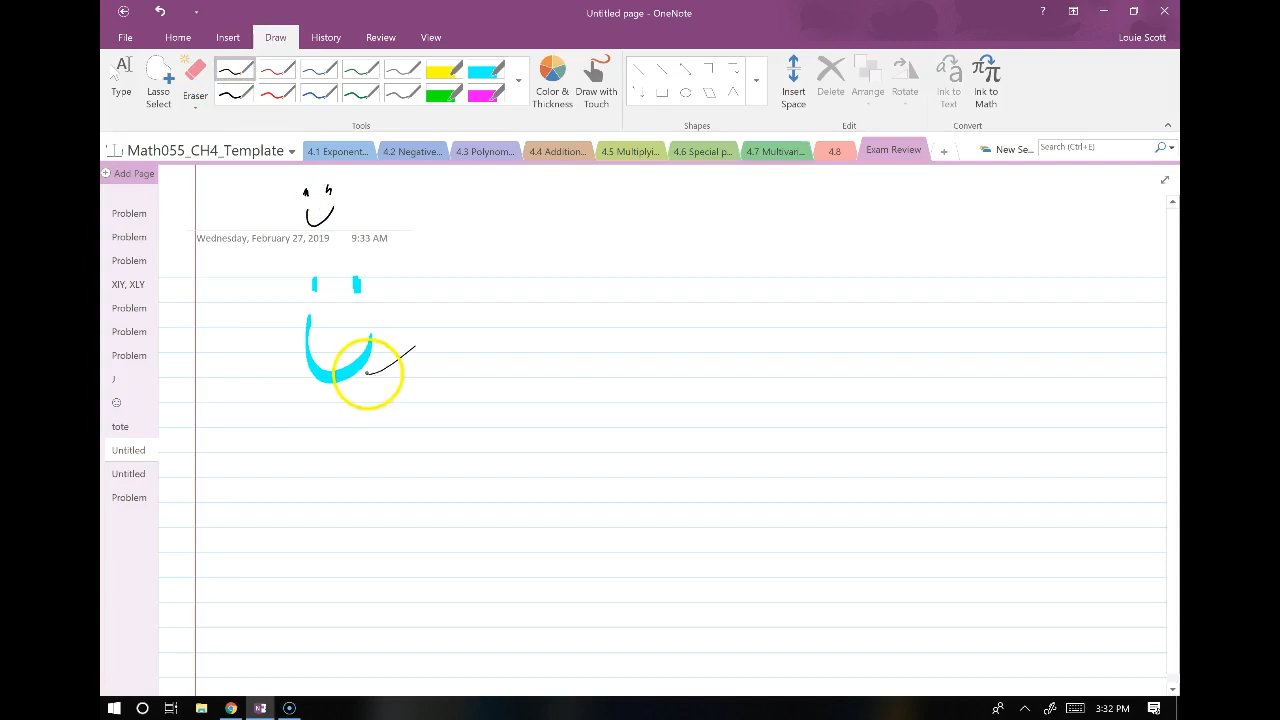 Untitled page - OneNote
?
Louie Scott
File Home Insert Draw History Review View
Type
Lasso Select
Eraser
Color & Thickness
Draw with Touch
Insert Space
Delete
Arrange
Rotate
Ink to Text
Ink to Math
Tools Shapes Edit Convert
Math055_CH4_Template
4.1 Exponent...
4.2 Negative...
4.3 Polynom...
4.4 Addition...
4.5 Multiplyi...
4.6 Special p...
4.7 Multivari...
4.8
Exam Review
New Se...
Search (Ctrl+E)
Add Page
Problem
Problem
Problem
XIY, XLY
Problem
Problem
Problem
tote
Untitled
Untitled
Problem
Wednesday, February 27, 2019 9:33 AM
3:32 PM